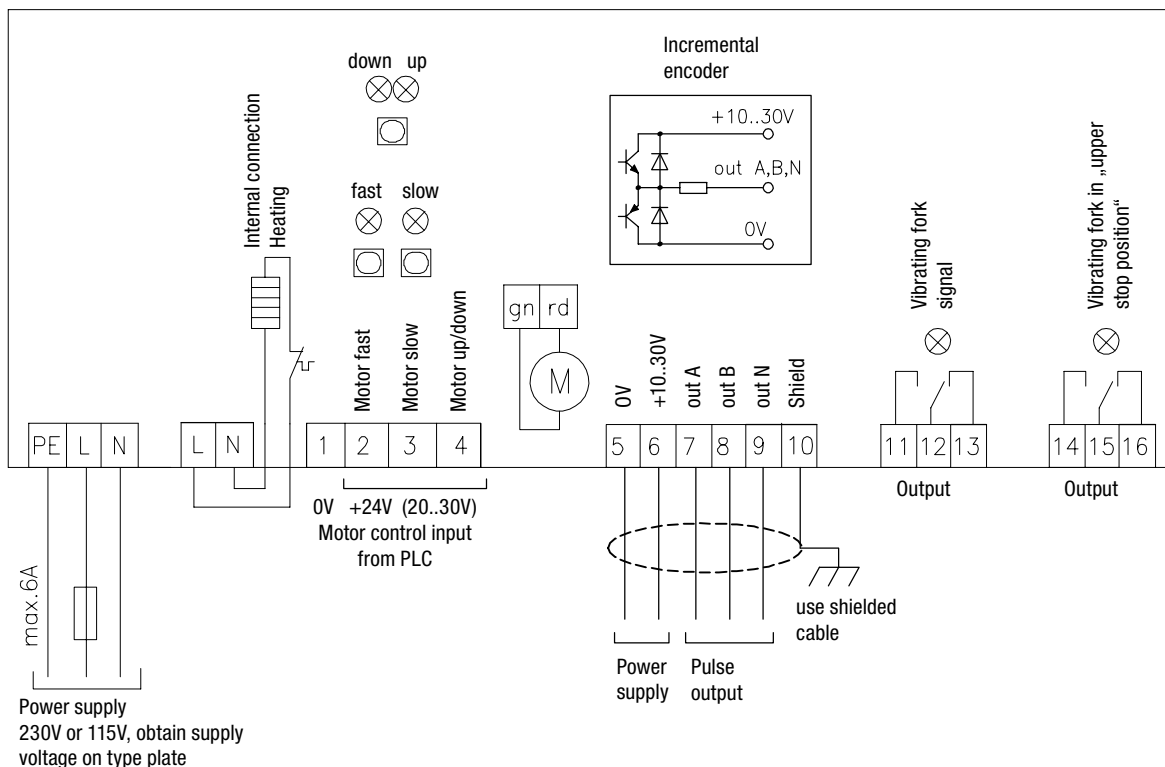 down up
fast slow
Internal connection
Heating
Motor fast
Motor slow
Motor up/down
gn rd
M
Incremental
encoder
+10..30V
out A,B,N
0V
0V
+10..30V
out A
out B
out N
Shield
Vibrating fork
signal
Vibrating fork in „upper
stop position“
PE L N
L N
1 2 3 4
5 6 7 8 9 10
11 12 13
14 15 16
0V +24V (20..30V)
Motor control input
from PLC
Output
Output
max.6A
use shielded
cable
Power
supply
Pulse
output
Power supply
230V or 115V, obtain supply
voltage on type plate